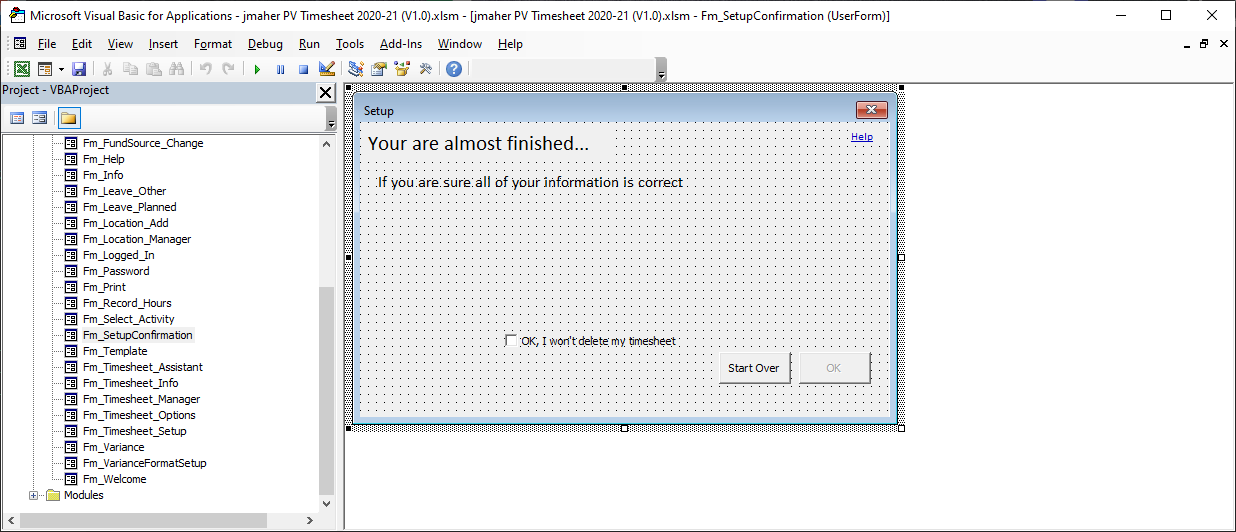 Microsoft Visual Basic for Applications - jmaher PV Timesheet 2020-21 (V1.0).xlsm - [jmaher PV Timesheet 2020-21 (V1.0).xlsm - Fm_SetupConfirmation (UserForm)]
File Edit View Insert Format Debug Run Tools Add-Ins Window Help
Project - VBAProject
Fm_FundSource_Change
Fm_Help
Fm_Info
Fm_Leave_Other
Fm_Leave_Planned
Fm_Location_Add
Fm_Location_Manager
Fm_Logged_In
Fm_Password
Fm_Print
Fm_Record_Hours
Fm_Select_Activity
Fm_SetupConfirmation
Fm_Template
Fm_Timesheet_Assistant
Fm_Timesheet_Info
Fm_Timesheet_Manager
Fm_Timesheet_Options
Fm_Timesheet_Setup
Fm_Variance
Fm_VarianceFormatSetup
Fm_Welcome
Modules
Setup
Your are almost finished...
Help
If you are sure all of your information is correct
OK, I won't delete my timesheet
Start Over
OK